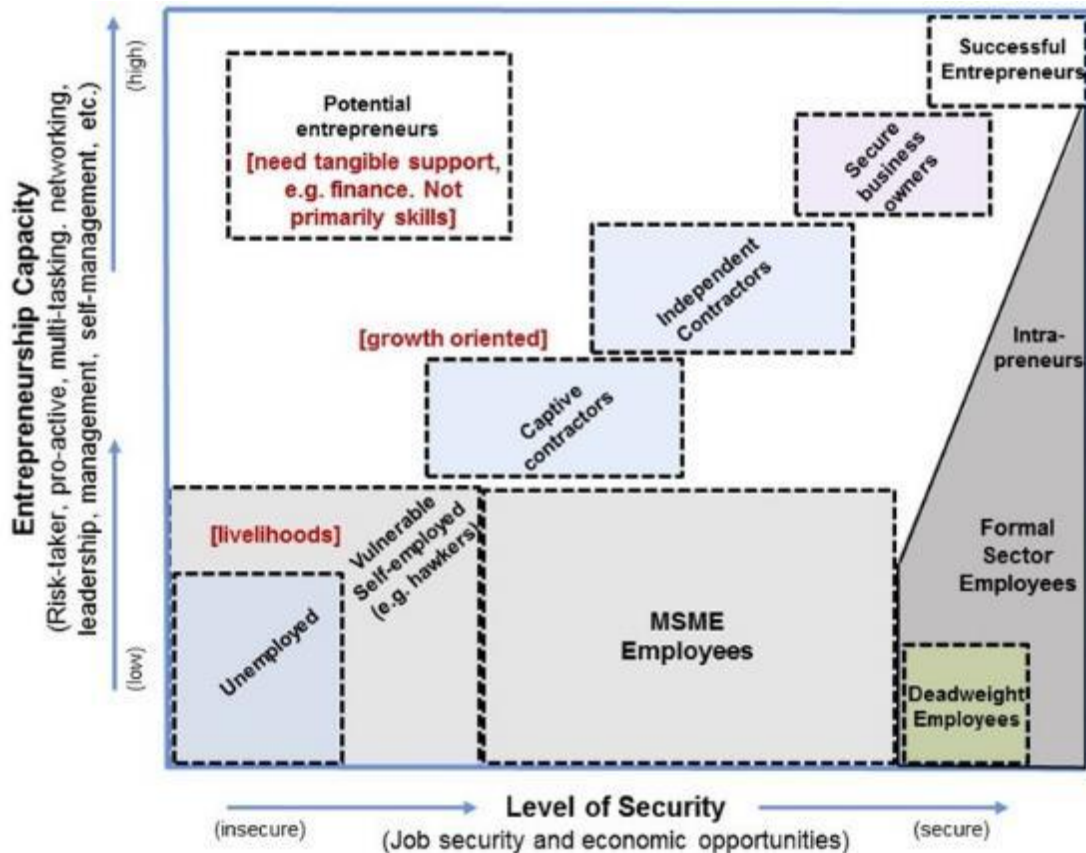 Entrepreneurship Capacity
(Risk-taker, pro-active, multi-tasking. networking,
leadership, management, self-management, etc.)
(high)
(low)
Successful
Entrepreneurs
Potential
entrepreneurs
[need tangible support,
e.g. finance. Not
primarily skills]
Secure
business
owners
Independent
Contractors
[growth oriented]
Captive
contractors
Intra-
preneurs
[livelihoods]
Vulnerable
Self-employed
(e.g. hawkers)
Unemployed
MSME
Employees
Formal
Sector
Employees
Deadweight
Employees
(insecure)
Level of Security
(Job security and economic opportunities)
(secure)